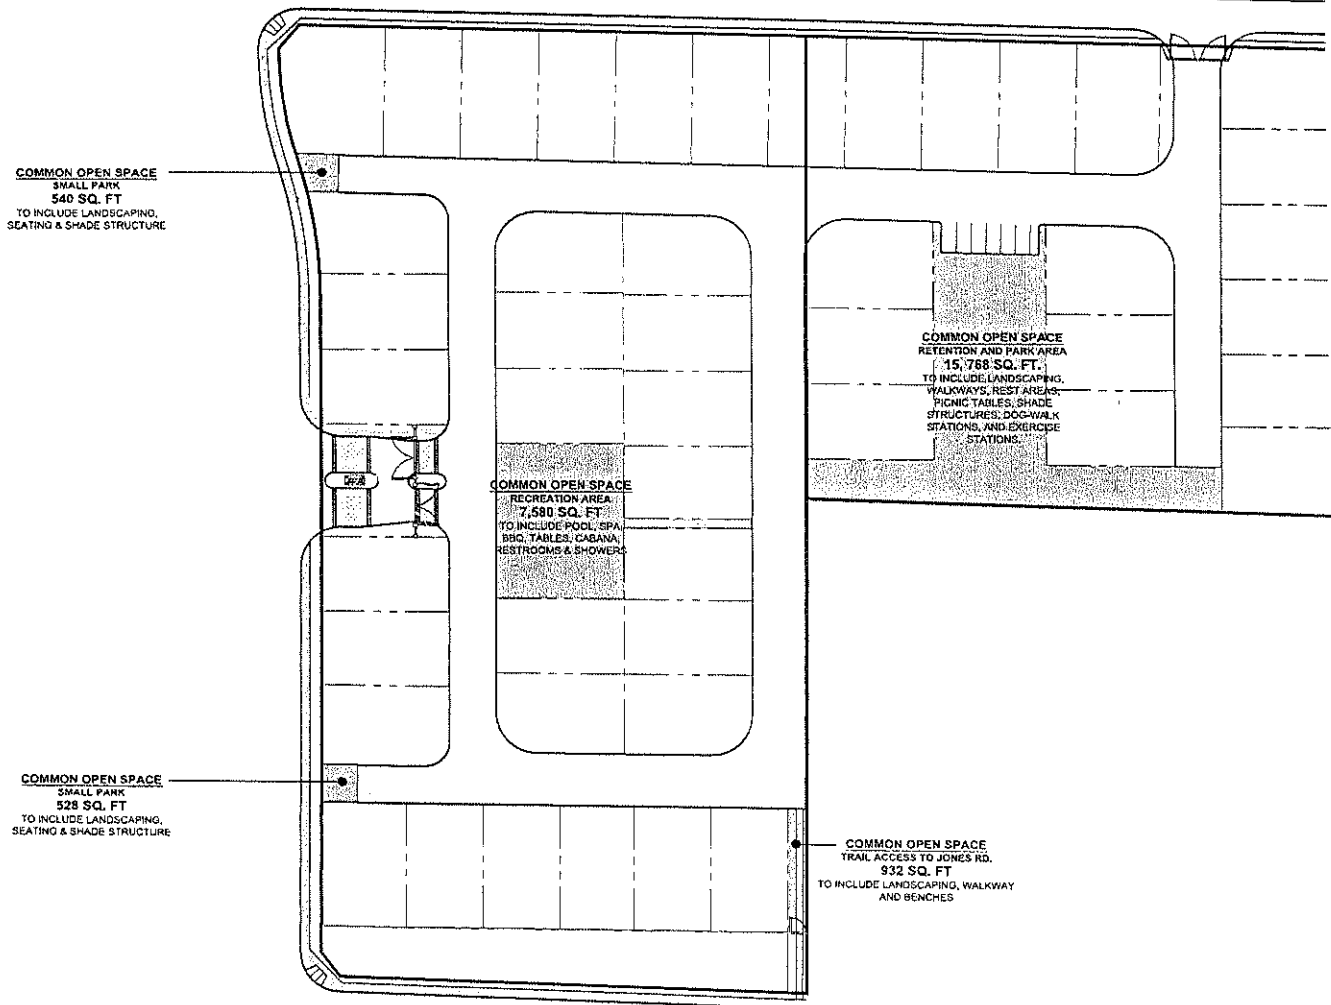 COMMON OPEN SPACE
SMALL PARK
540 SQ. FT
TO INCLUDE LANDSCAPING,
SEATING & SHADE STRUCTURE
COMMON OPEN SPACE
RETENTION AND PARK AREA
15,768 SQ. FT.
TO INCLUDE LANDSCAPING,
WALKWAYS, REST AREAS,
PICNIC TABLES, SHADE
STRUCTURES, DOG-WALK
STATIONS, AND EXERCISE
STATIONS.
COMMON OPEN SPACE
RECREATION AREA
7,580 SQ. FT
TO INCLUDE POOL, SPA,
BBQ, TABLES, CABANA,
RESTROOMS & SHOWERS
COMMON OPEN SPACE
SMALL PARK
528 SQ. FT
TO INCLUDE LANDSCAPING,
SEATING & SHADE STRUCTURE
COMMON OPEN SPACE
TRAIL ACCESS TO JONES RD.
932 SQ. FT
TO INCLUDE LANDSCAPING, WALKWAY
AND BENCHES